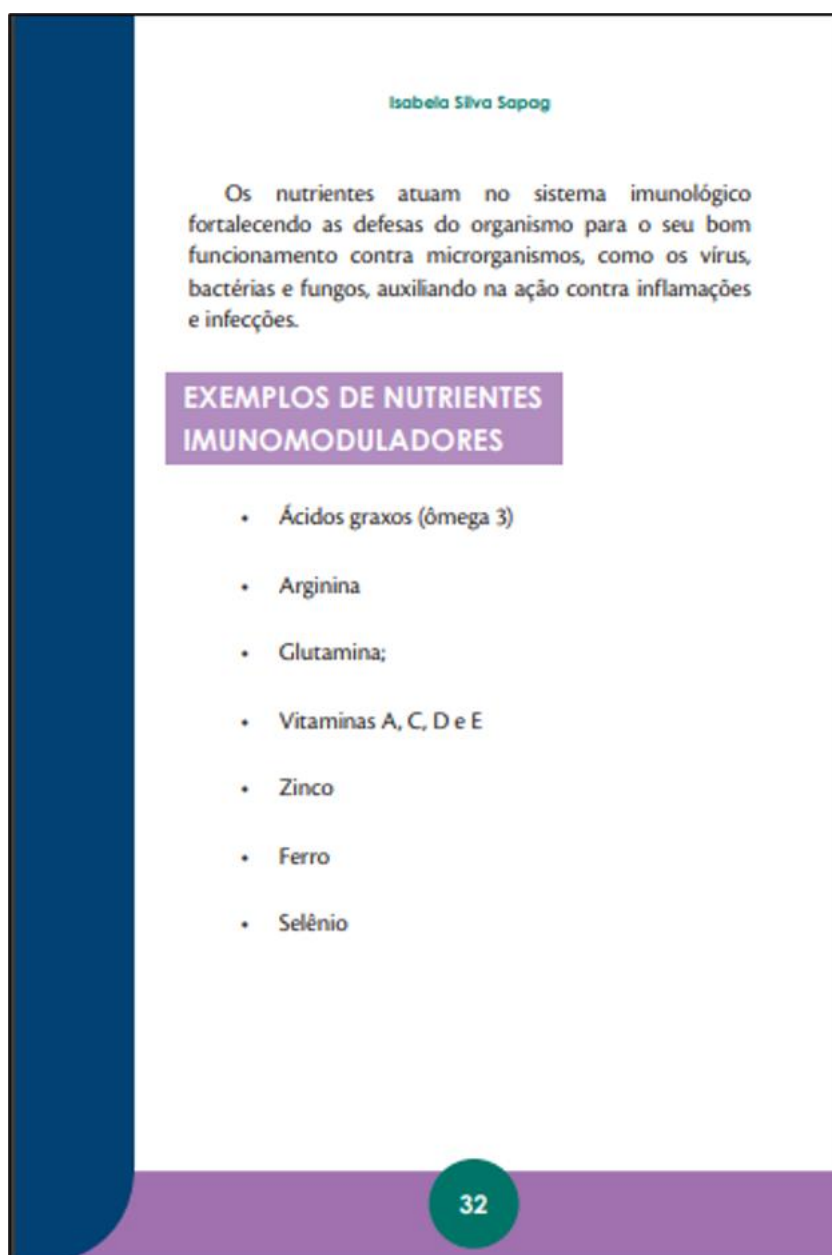 Isabela Silva Sapag
Os nutrientes atuam no sistema imunológico
fortalecendo as defesas do organismo para o seu bom
funcionamento contra microrganismos, como os vírus,
bactérias e fungos, auxiliando na ação contra inflamações
e infecções.
EXEMPLOS DE NUTRIENTES
IMUNOMODULADORES
• Ácidos graxos (ômega 3)
• Arginina
• Glutamina;
• Vitaminas A, C, D e E
• Zinco
• Ferro
• Selênio
32